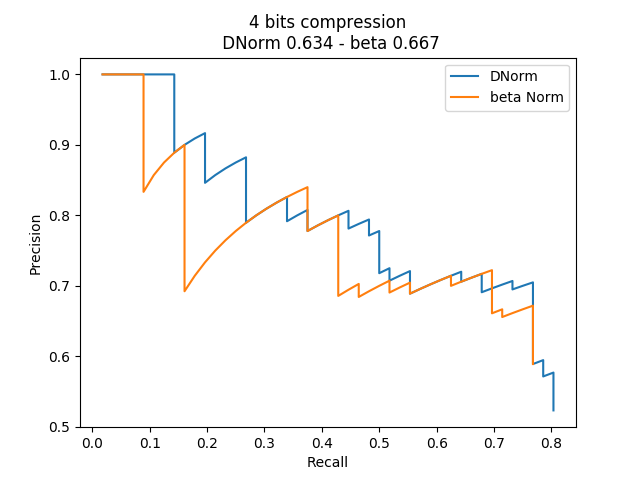 4 bits compression
DNorm 0.634 - beta 0.667
DNorm
beta Norm
1.0
0.9
0.8
0.7
0.6
0.5
Precision
0.0 0.1 0.2 0.3 0.4 0.5 0.6 0.7 0.8
Recall